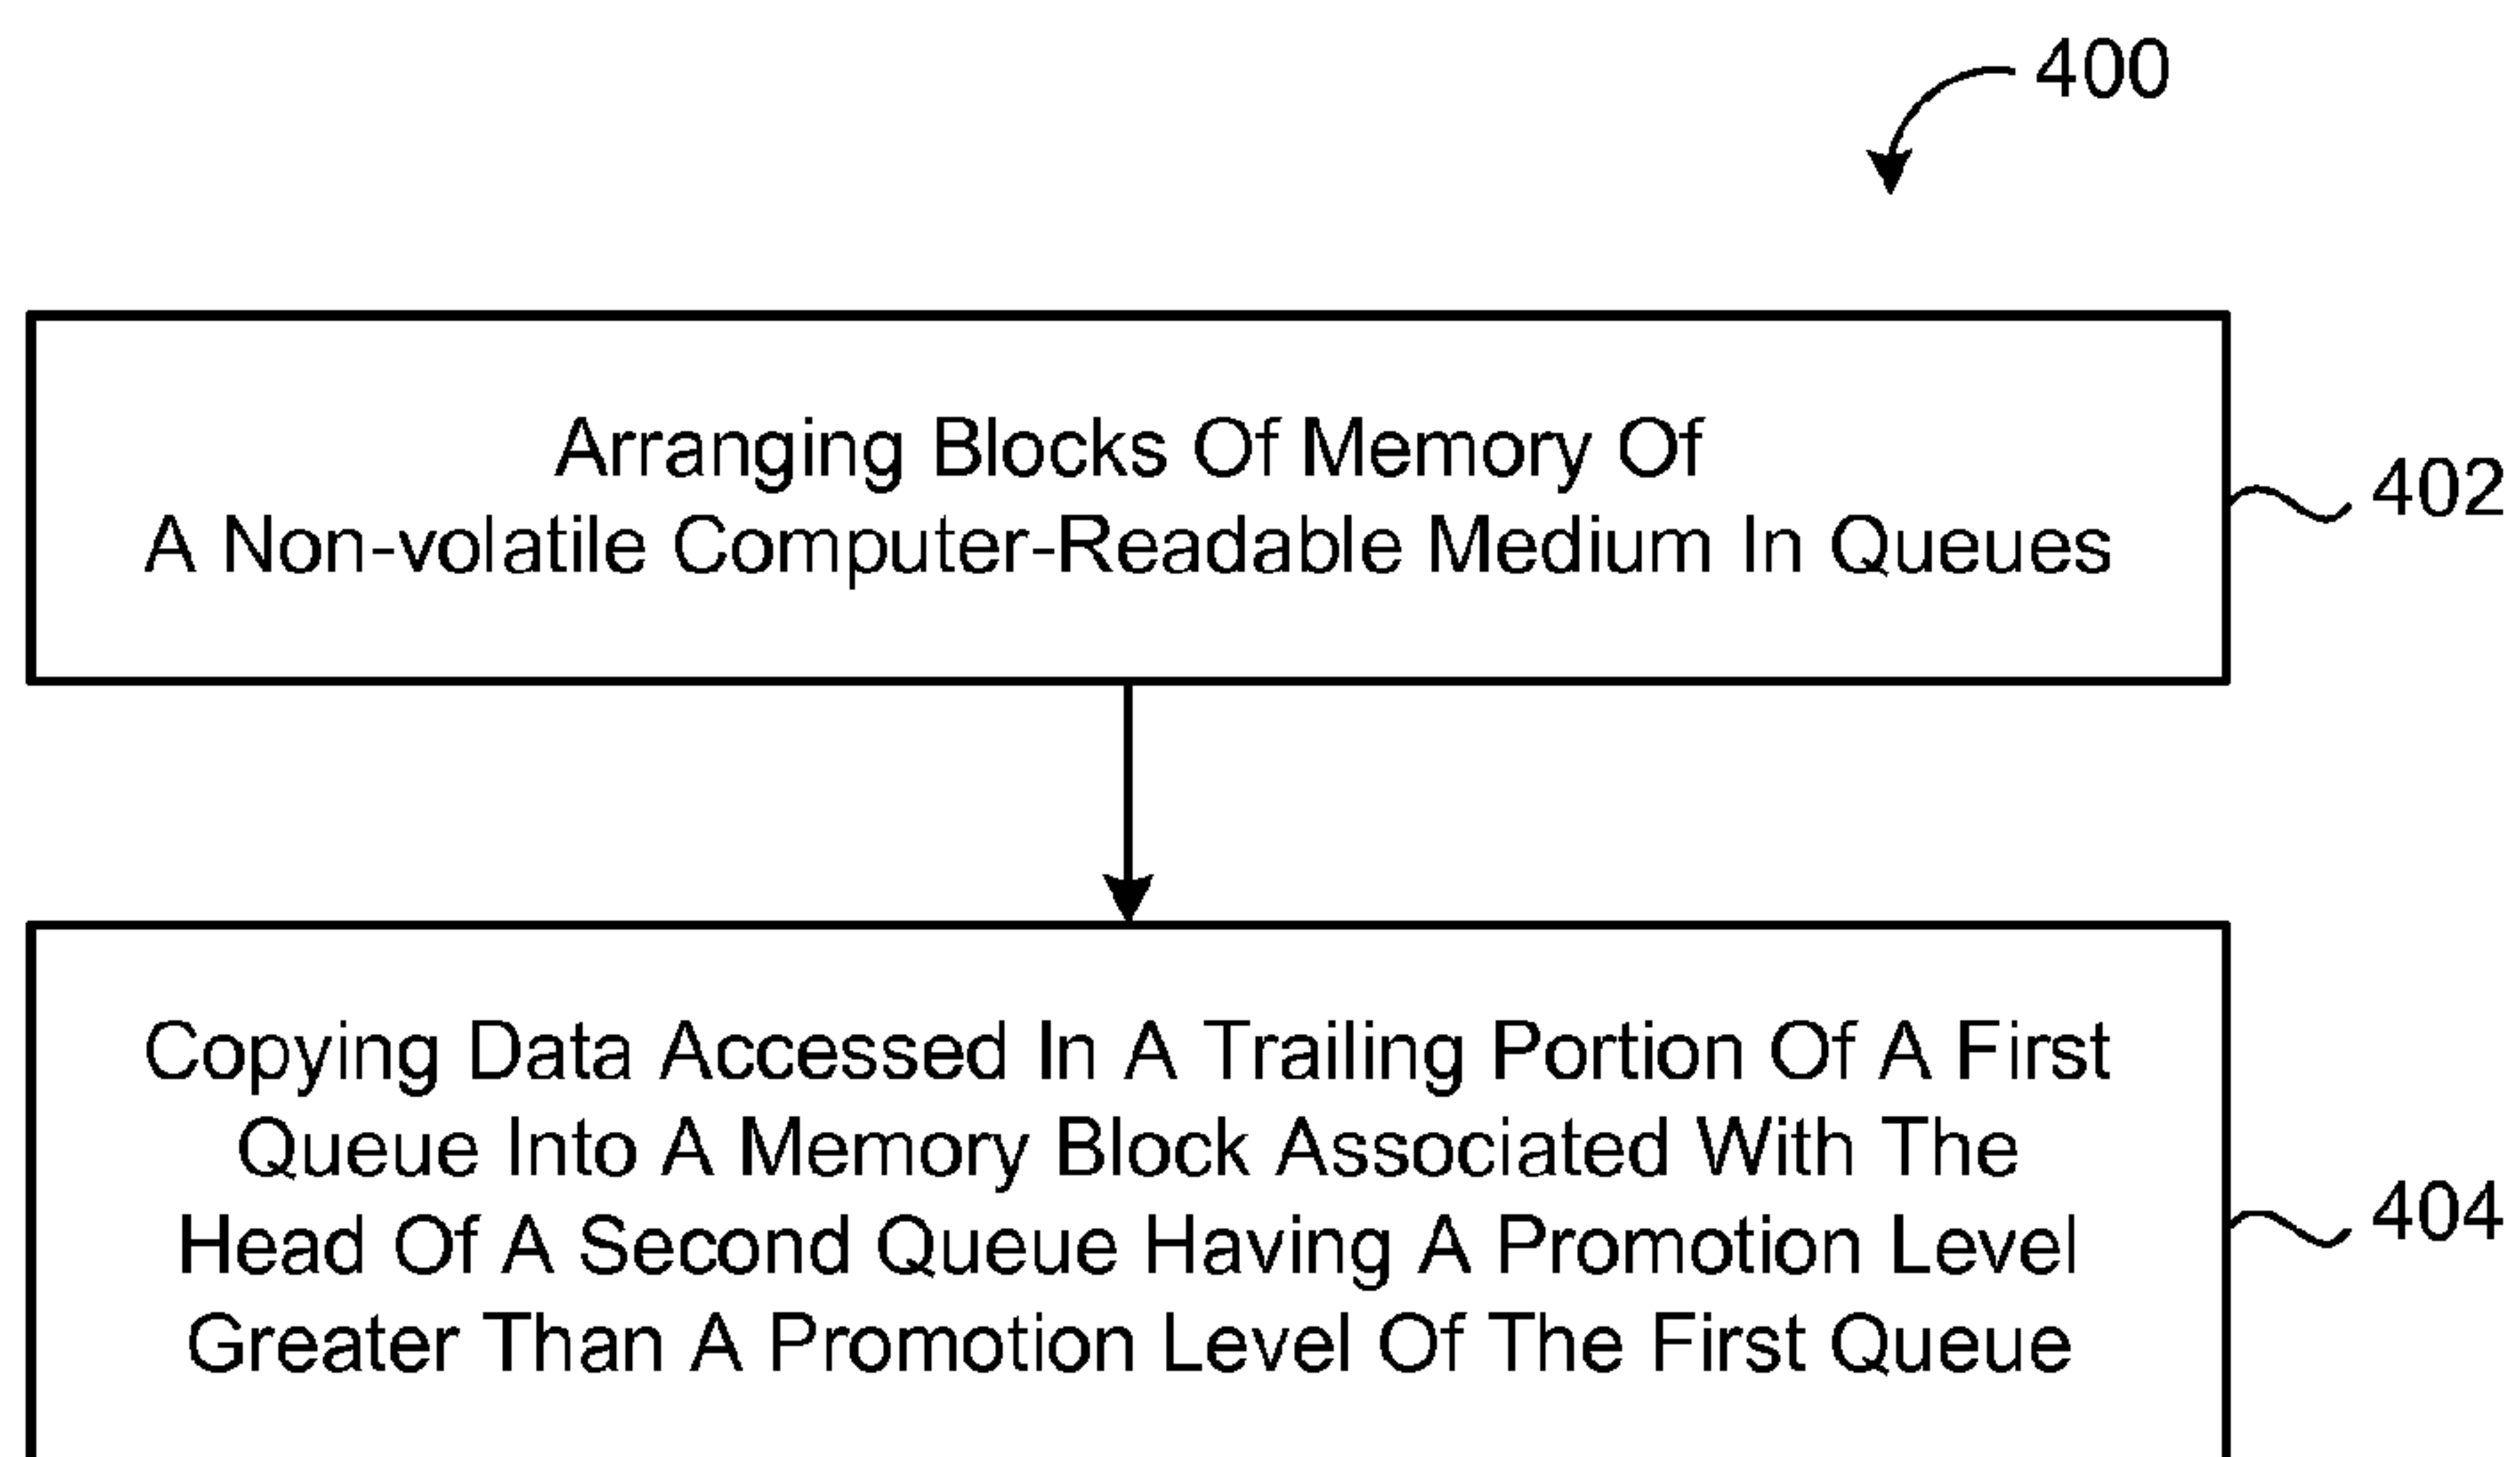 400
Arranging Blocks Of Memory Of
A Non-volatile Computer-Readable Medium In Queues
402
Copying Data Accessed In A Trailing Portion Of A First
Queue Into A Memory Block Associated With The
Head Of A Second Queue Having A Promotion Level
Greater Than A Promotion Level Of The First Queue
404